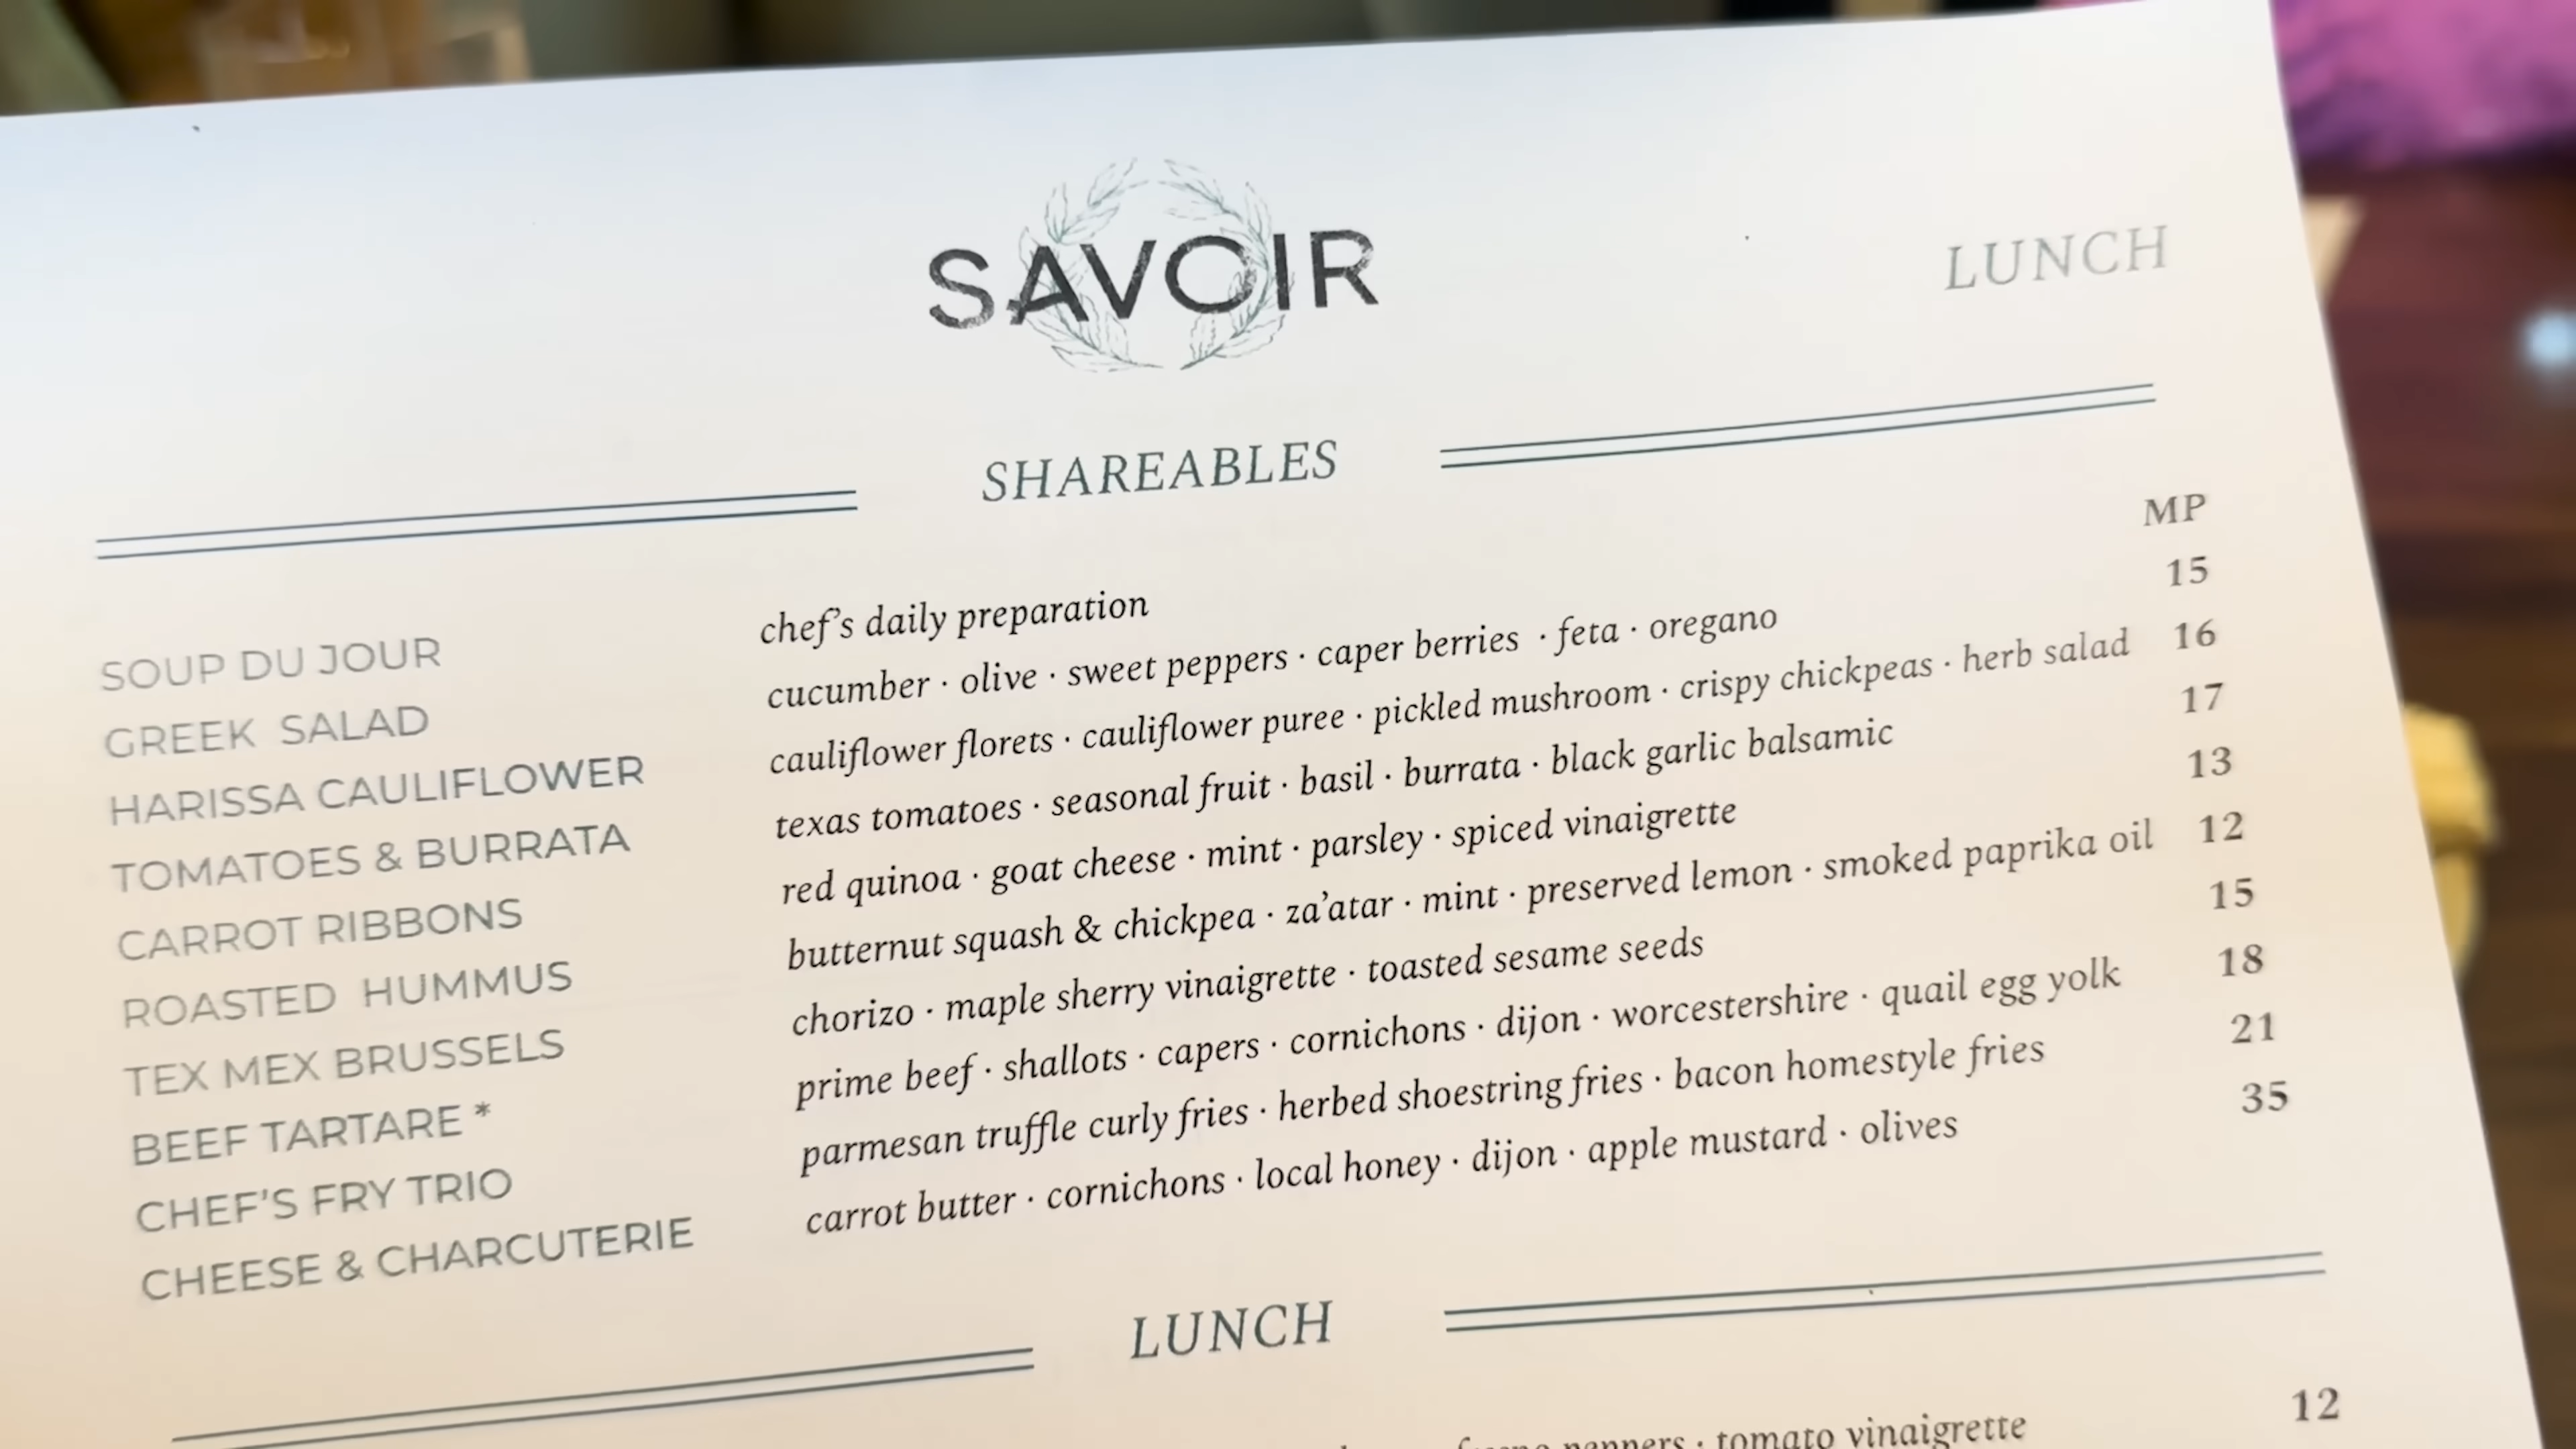 SAVOIR
LUNCH
SHAREABLES
SOUP DU JOUR chef's daily preparation MP
GREEK SALAD cucumber · olive · sweet peppers · caper berries · feta · oregano 15
HARISSA CAULIFLOWER cauliflower florets · cauliflower puree · pickled mushroom · crispy chickpeas · herb salad 16
TOMATOES & BURRATA texas tomatoes · seasonal fruit · basil · burrata · black garlic balsamic 17
CARROT RIBBONS red quinoa · goat cheese · mint · parsley · spiced vinaigrette 13
ROASTED HUMMUS butternut squash & chickpea · za'atar · mint · preserved lemon · smoked paprika oil 12
TEX MEX BRUSSELS chorizo · maple sherry vinaigrette · toasted sesame seeds 15
BEEF TARTARE * prime beef · shallots · capers · cornichons · dijon · worcestershire · quail egg yolk 18
CHEF'S FRY TRIO parmesan truffle curly fries · herbed shoestring fries · bacon homestyle fries 21
CHEESE & CHARCUTERIE carrot butter · cornichons · local honey · dijon · apple mustard · olives 35
LUNCH
peppers · tomato vinaigrette 12